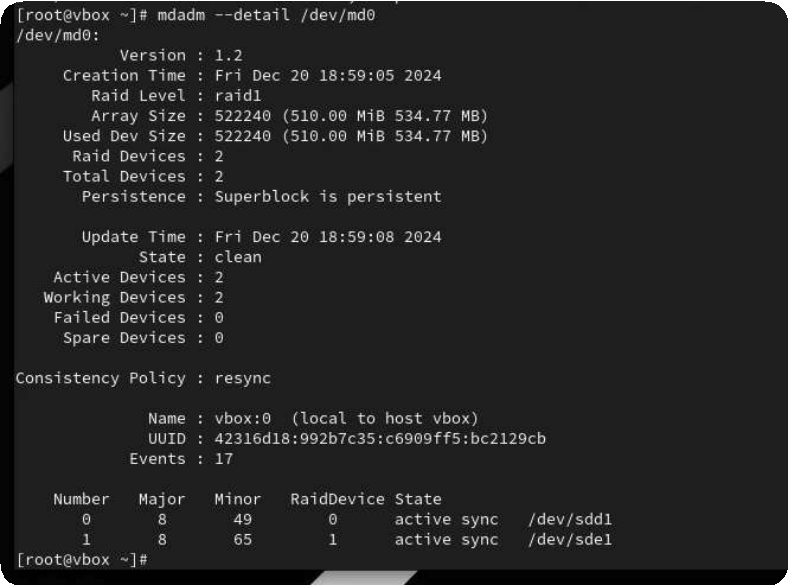 [root@vbox ~]# mdadm --detail /dev/md0
/dev/md0:
Version : 1.2
Creation Time : Fri Dec 20 18:59:05 2024
Raid Level : raid1
Array Size : 522240 (510.00 MiB 534.77 MB)
Used Dev Size : 522240 (510.00 MiB 534.77 MB)
Raid Devices : 2
Total Devices : 2
Persistence : Superblock is persistent
Update Time : Fri Dec 20 18:59:08 2024
State : clean
Active Devices : 2
Working Devices : 2
Failed Devices : 0
Spare Devices : 0
Consistency Policy : resync
Name : vbox:0  (local to host vbox)
UUID : 42316d18:992b7c35:c6909ff5:bc2129cb
Events : 17
Number   Major   Minor   RaidDevice State
0       8       49        0      active sync   /dev/sdd1
1       8       65        1      active sync   /dev/sde1
[root@vbox ~]#